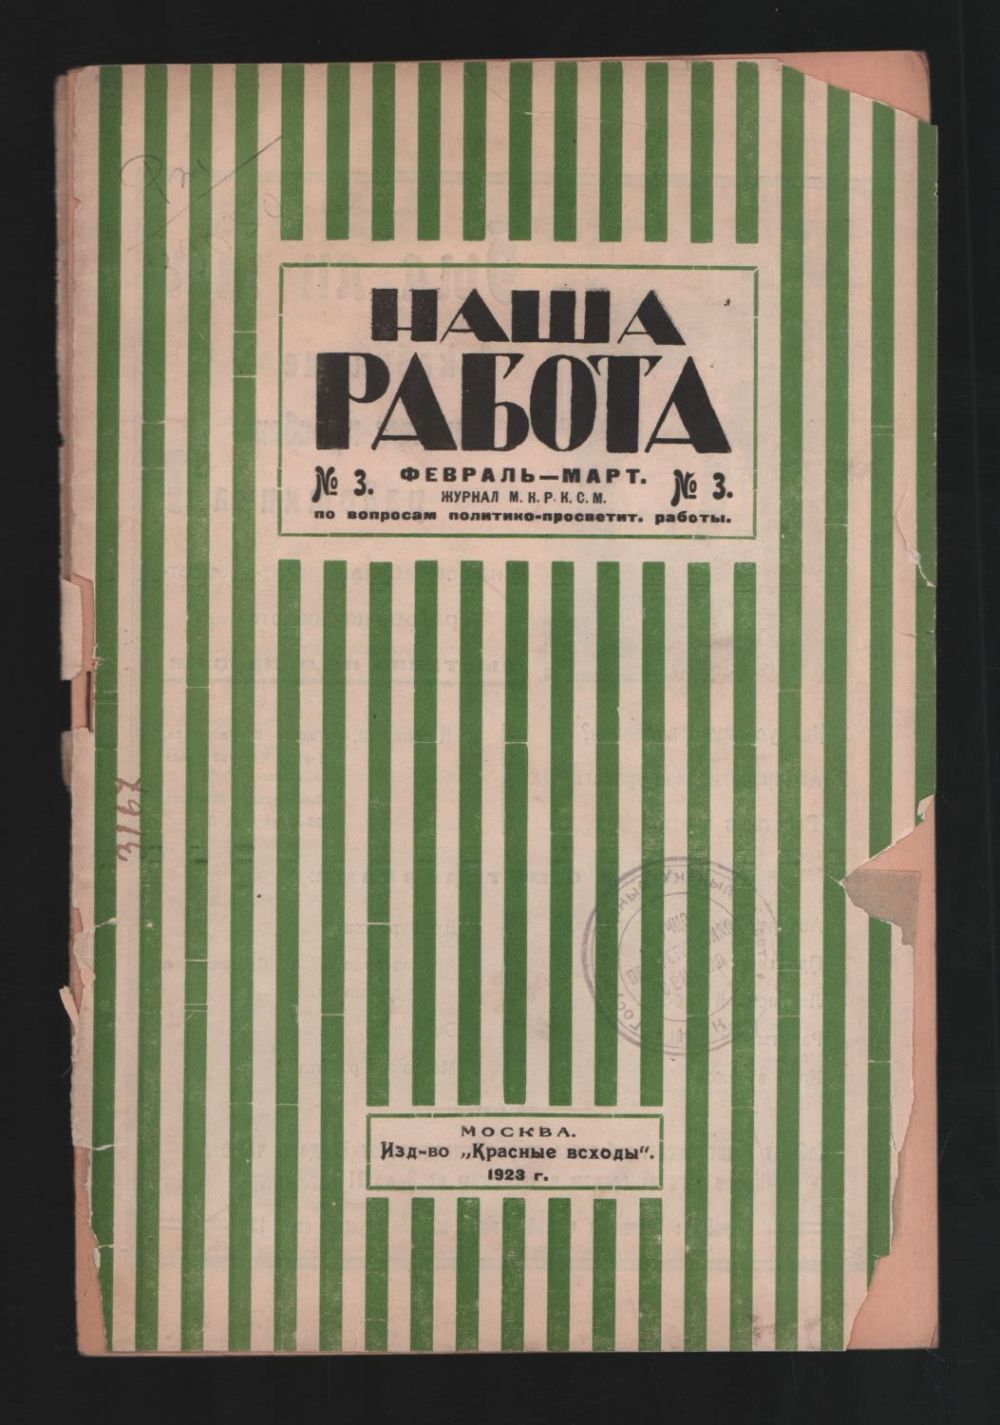 НАША
РАБОТА
№ 3. ФЕВРАЛЬ—МАРТ. № 3.
ЖУРНАЛ М. К. Р. К. С. М.
по вопросам политико-просветит. работы.
3167
МОСКВА.
Изд-во „Красные всходы“.
1923 г.